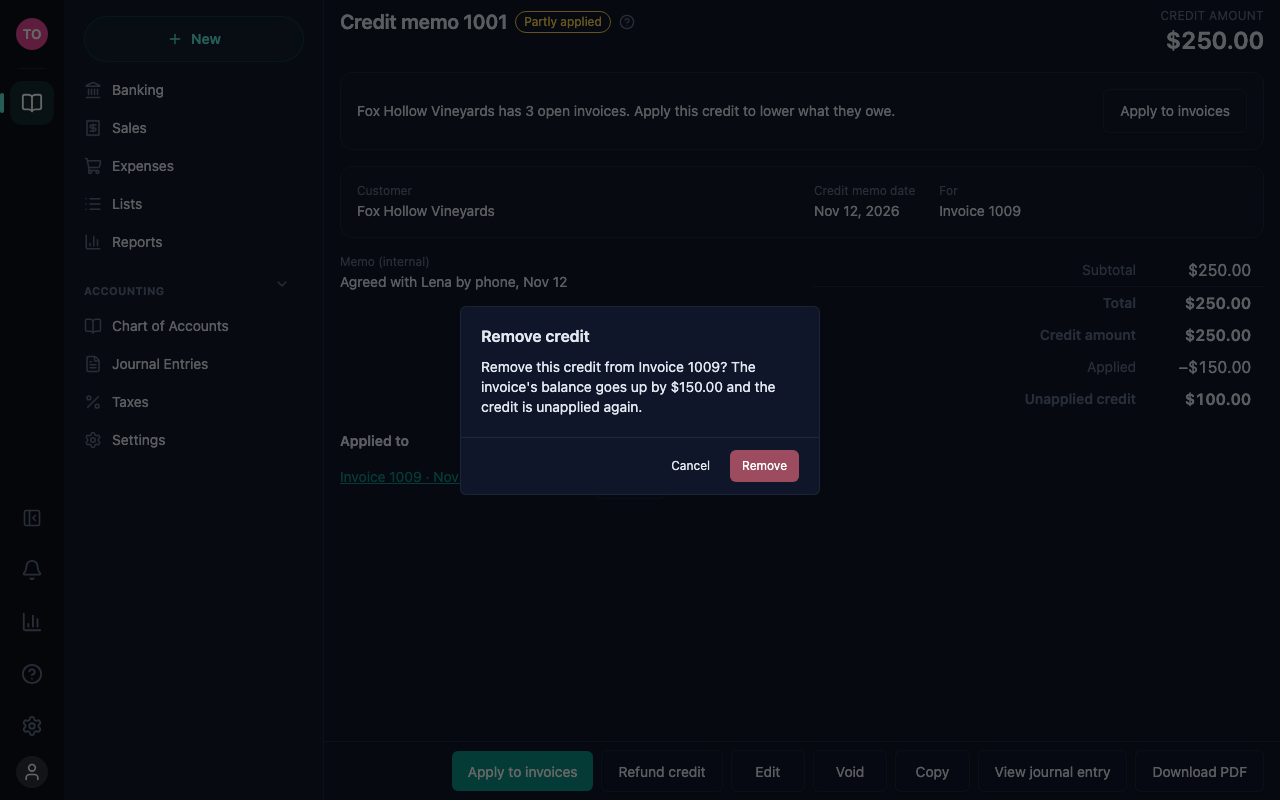 TO
New
Banking
Sales
Expenses
Lists
Reports
ACCOUNTING
Chart of Accounts
Journal Entries
Taxes
Settings
Credit memo 1001
Partly applied
CREDIT AMOUNT
$250.00
Fox Hollow Vineyards has 3 open invoices. Apply this credit to lower what they owe.
Apply to invoices
Customer
Fox Hollow Vineyards
Credit memo date
Nov 12, 2026
For
Invoice 1009
Memo (internal)
Agreed with Lena by phone, Nov 12
Subtotal $250.00
Total $250.00
Credit amount $250.00
Applied –$150.00
Unapplied credit $100.00
Applied to
Invoice 1009 · Nov
Remove credit
Remove this credit from Invoice 1009? The
invoice's balance goes up by $150.00 and the
credit is unapplied again.
Cancel
Remove
Apply to invoices
Refund credit
Edit
Void
Copy
View journal entry
Download PDF